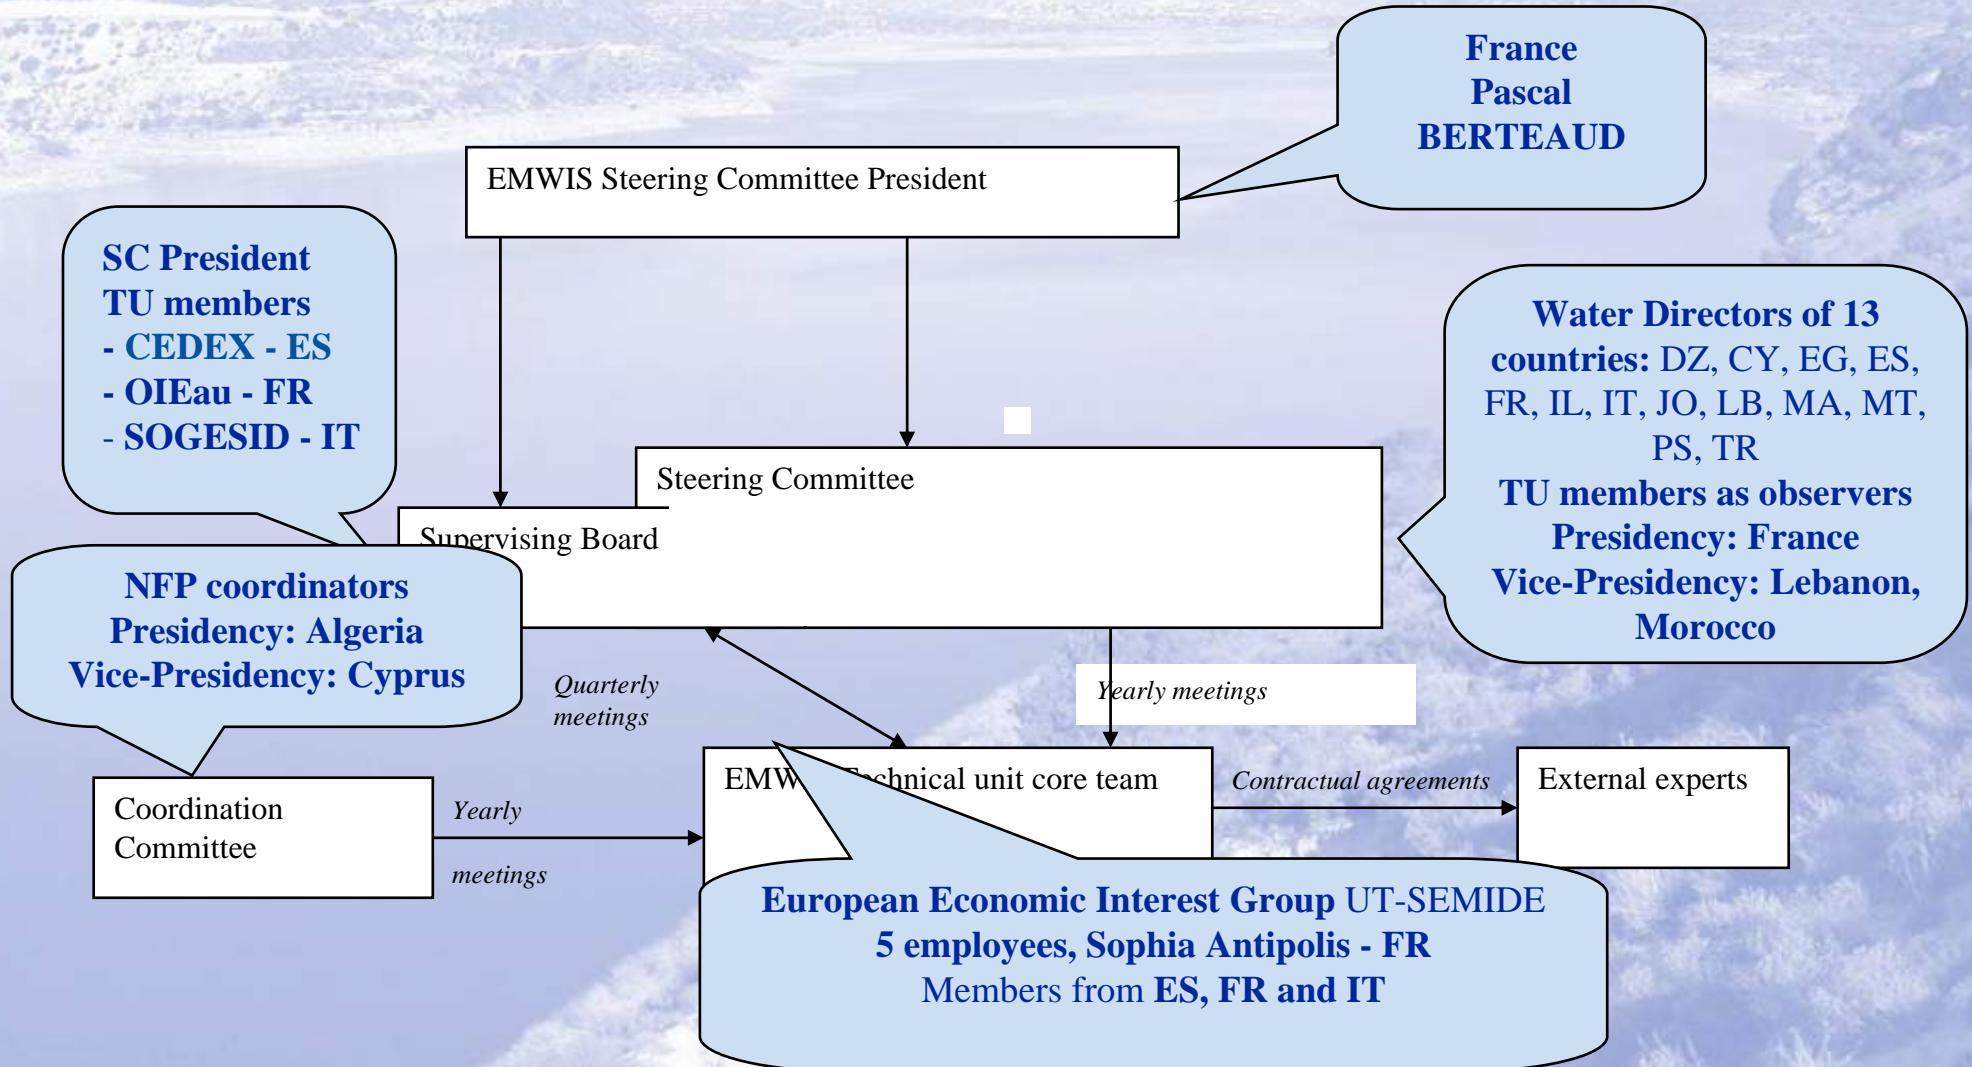 France
Pascal
BERTEAUD
EMWIS Steering Committee President
SC President
TU members
- CEDEX - ES
- OIEau - FR
- SOGESID - IT
Water Directors of 13
countries: DZ, CY, EG, ES,
FR, IL, IT, JO, LB, MA, MT,
PS, TR
TU members as observers
Presidency: France
Vice-Presidency: Lebanon,
Morocco
Steering Committee
Supervising Board
NFP coordinators
Presidency: Algeria
Vice-Presidency: Cyprus
Quarterly
meetings
Yearly meetings
Coordination
Committee
Yearly
meetings
EMW Technical unit core team
Contractual agreements
External experts
European Economic Interest Group UT-SEMIDE
5 employees, Sophia Antipolis - FR
Members from ES, FR and IT